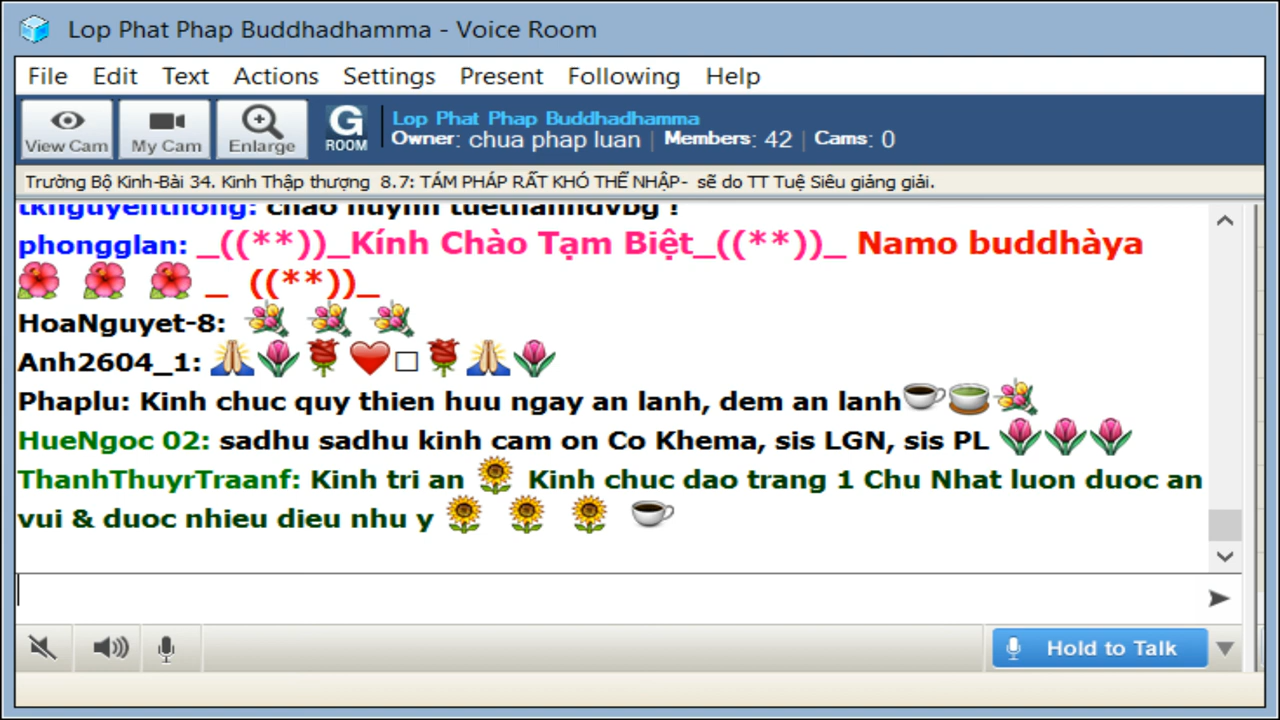 Lop Phat Phap Buddhadhamma - Voice Room
File Edit Text Actions Settings Present Following Help
View Cam My Cam Enlarge G ROOM
Lop Phat Phap Buddhadhamma
Owner: chua phap luan | Members: 42 | Cams: 0
Trường Bộ Kinh-Bài 34. Kinh Thập thượng 8.7: TÁM PHÁP RẤT KHÓ THỂ NHẬP- sẽ do TT Tuệ Siêu giảng giải.
tknguyenthong: chao huynh tuethanhdvbg !
phongglan: _((**))_Kính Chào Tạm Biệt_((**))_ Namo buddhàya
🌺 🌺 🌺 _ ((**))_
HoaNguyet-8: 💐 💐 💐
Anh2604_1: 🙏🌷🌹❤□🌹🙏🌷
Phaplu: Kinh chuc quy thien huu ngay an lanh, dem an lanh☕🍵💐
HueNgoc 02: sadhu sadhu kinh cam on Co Khema, sis LGN, sis PL 🌷🌷🌷
ThanhThuyrTraanf: Kinh tri an 🌻 Kinh chuc dao trang 1 Chu Nhat luon duoc an
vui & duoc nhieu dieu nhu y 🌻 🌻 🌻 ☕
Hold to Talk